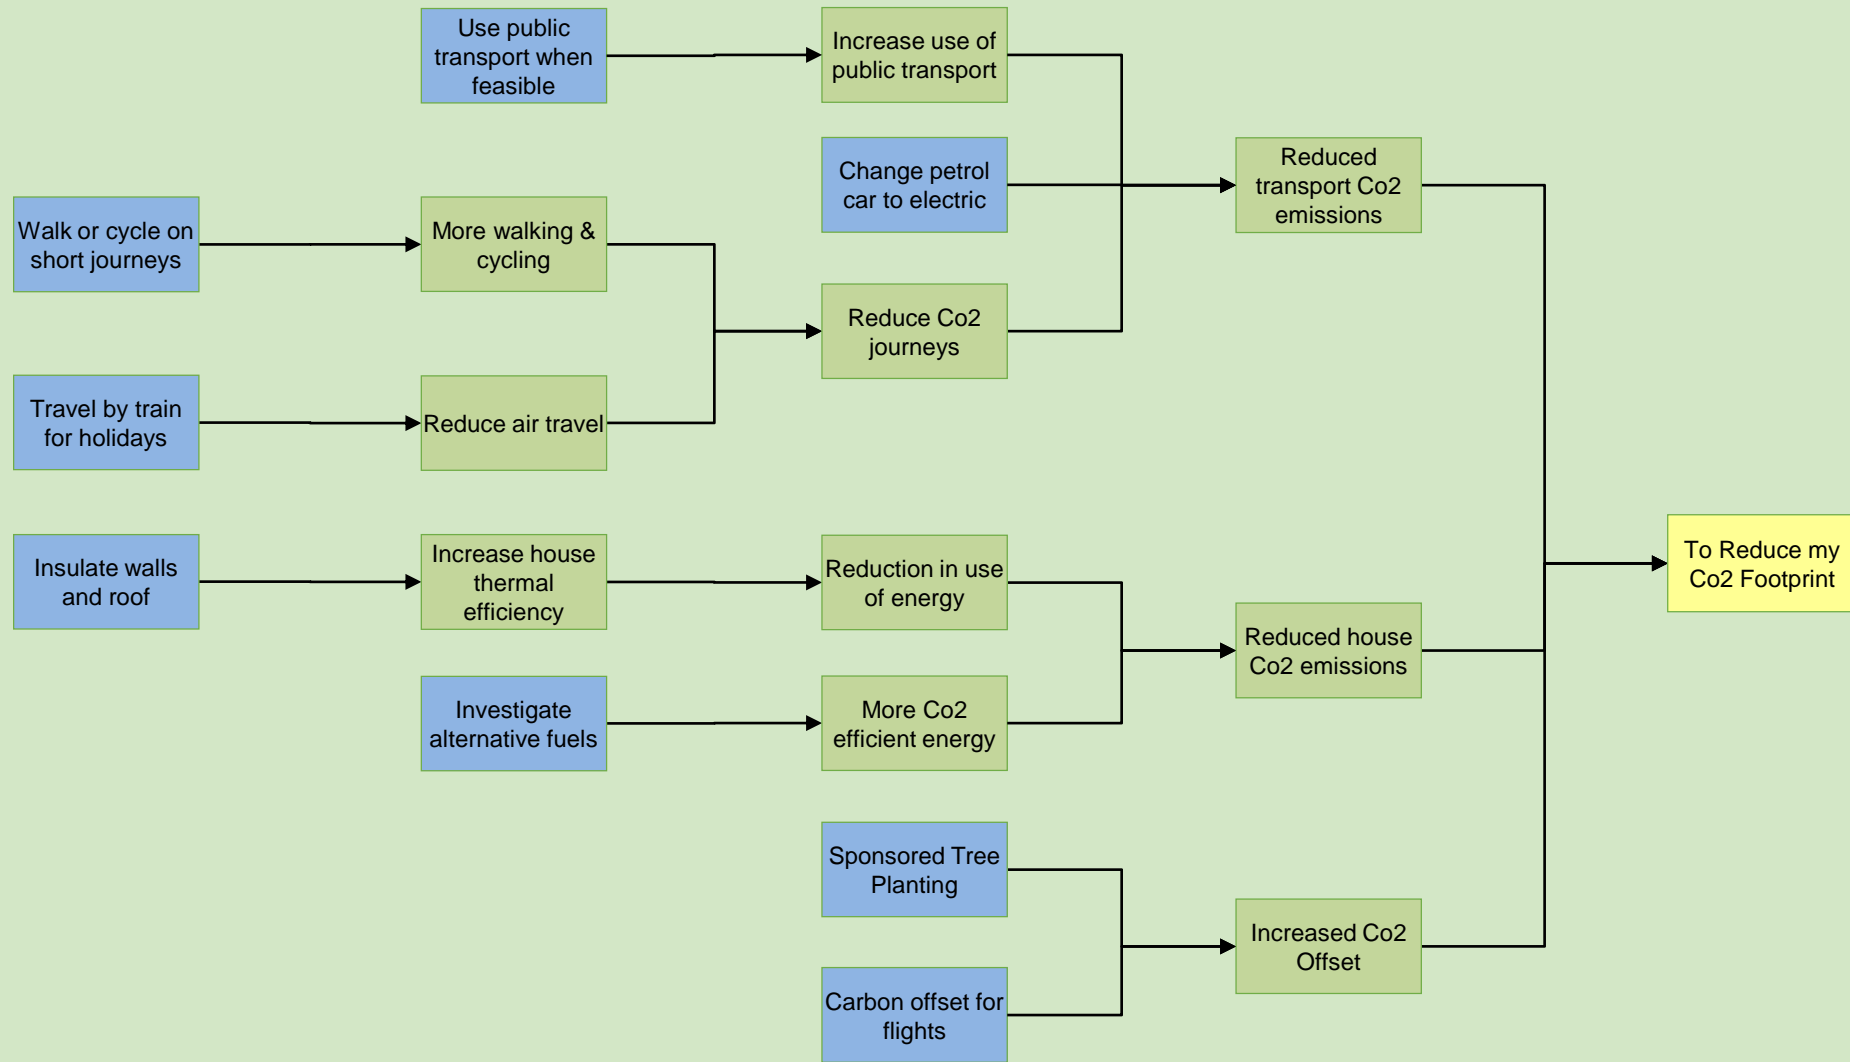 Use public
transport when
feasible
Increase use of
public transport
Change petrol
car to electric
Reduced
transport Co2
emissions
Walk or cycle on
short journeys
More walking &
cycling
Reduce Co2
journeys
Travel by train
for holidays
Reduce air travel
Insulate walls
and roof
Increase house
thermal
efficiency
Reduction in use
of energy
To Reduce my
Co2 Footprint
Reduced house
Co2 emissions
Investigate
alternative fuels
More Co2
efficient energy
Sponsored Tree
Planting
Increased Co2
Offset
Carbon offset for
flights